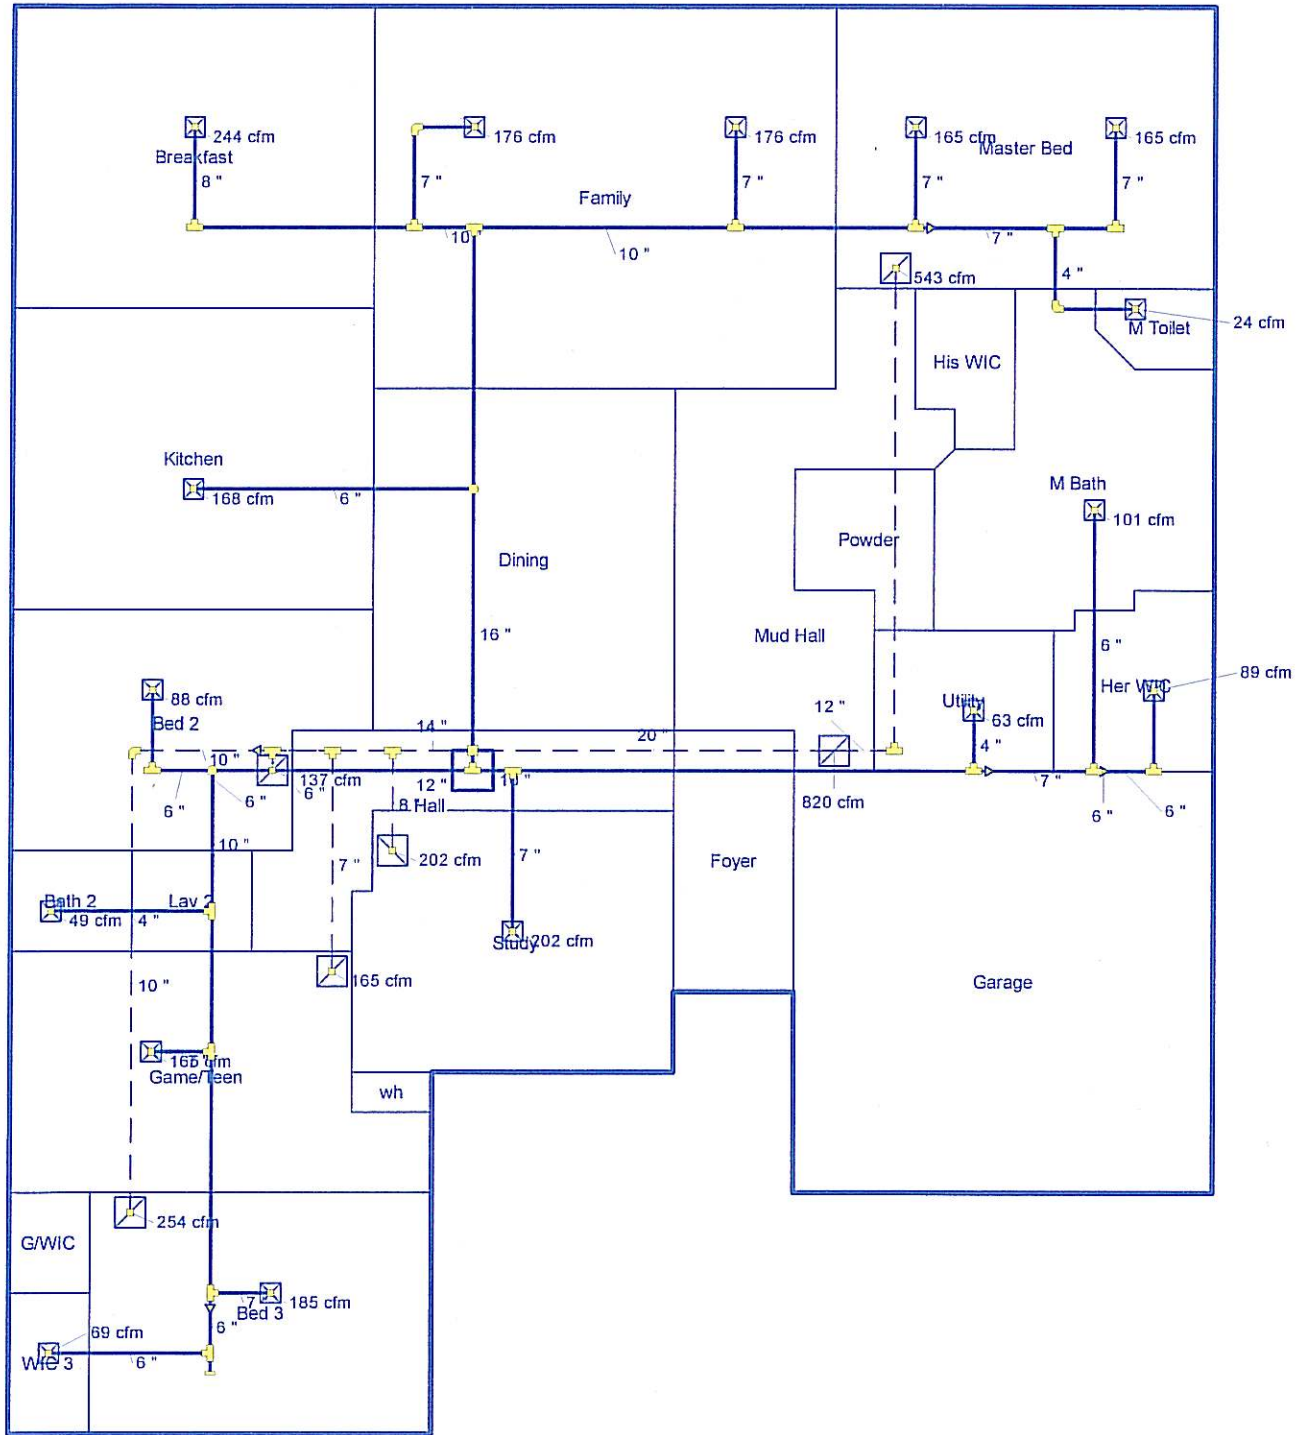 244 cfm
176 cfm
176 cfm
165 cfm
165 cfm
Breakfast
Master Bed
8 "
7 "
7 "
7 "
7 "
Family
10 "
10 "
7 "
4 "
543 cfm
M Toilet
24 cfm
His WIC
Kitchen
168 cfm
6 "
M Bath
101 cfm
Powder
Dining
16 "
Mud Hall
6 "
88 cfm
Bed 2
Utility
63 cfm
Her WIC
89 cfm
14 "
20 "
12 "
10 "
137 cfm
12 "
4 "
6 "
6 "
6 "
8 "
Hall
820 cfm
7 "
6 "
6 "
10 "
7 "
202 cfm
7 "
Foyer
Bath 2
Lav 2
49 cfm
4 "
Study
202 cfm
10 "
165 cfm
Garage
Game/Teen
wh
254 cfm
G/WIC
7
185 cfm
Bed 3
69 cfm
6 "
WIC 3
6 "